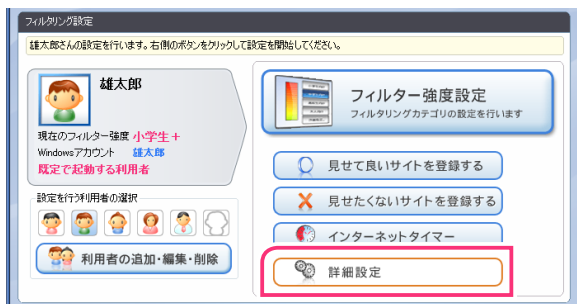 フィルタリング設定
雄太郎さんの設定を行います。右側のボタンをクリックして設定を開始してください。
雄太郎
現在のフィルター強度 小学生＋
Windowsアカウント 雄太郎
既定で起動する利用者
設定を行う利用者の選択
利用者の追加・編集・削除
フィルター強度設定
フィルタリングカテゴリの設定を行います
見せて良いサイトを登録する
見せたくないサイトを登録する
インターネットタイマー
詳細設定